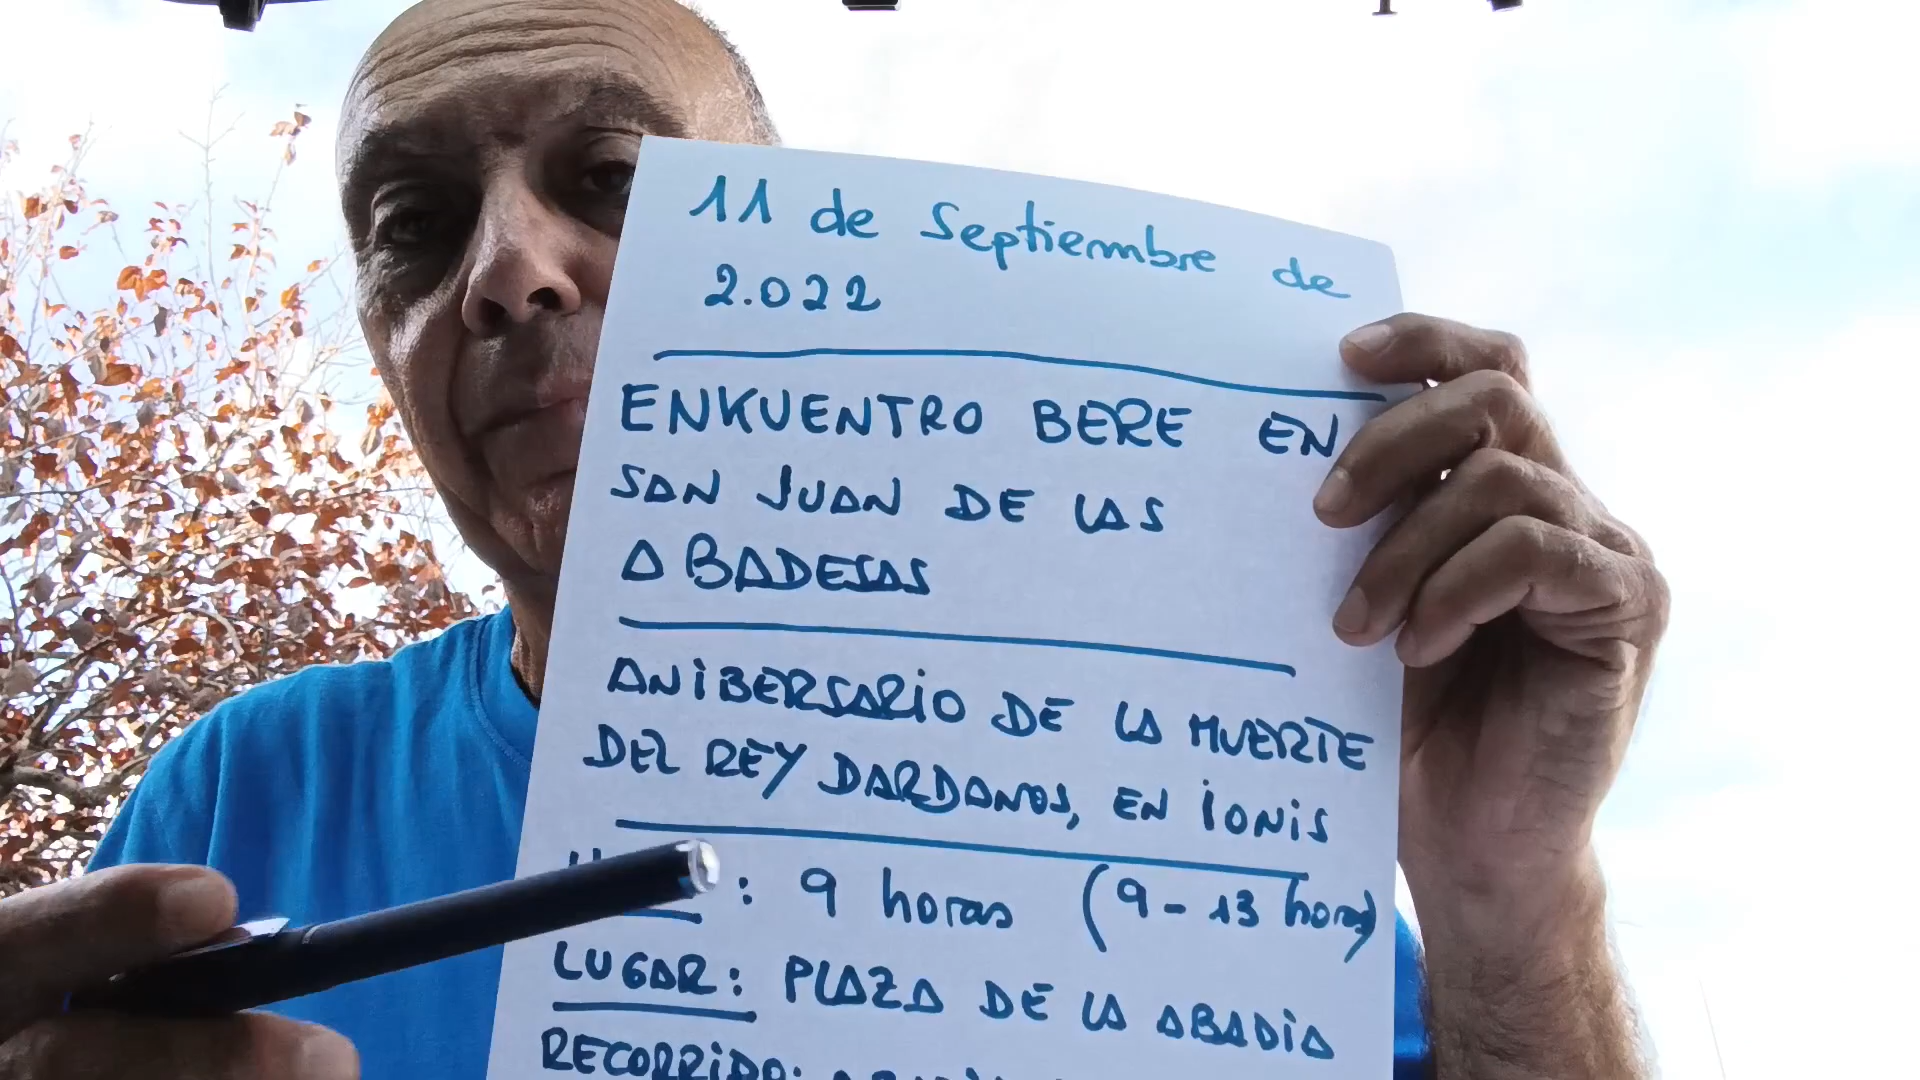 11 de Septiembre de
2.022
ENKUENTRO BERE EN
SAN JUAN DE LAS
ABADESAS
ANIBERSARIO DE LA MUERTE
DEL REY DARDANOS, EN IONIS
: 9 horas (9-13 horas)
LUGAR: PLAZA DE LA ABADIA
RECORRIDO: